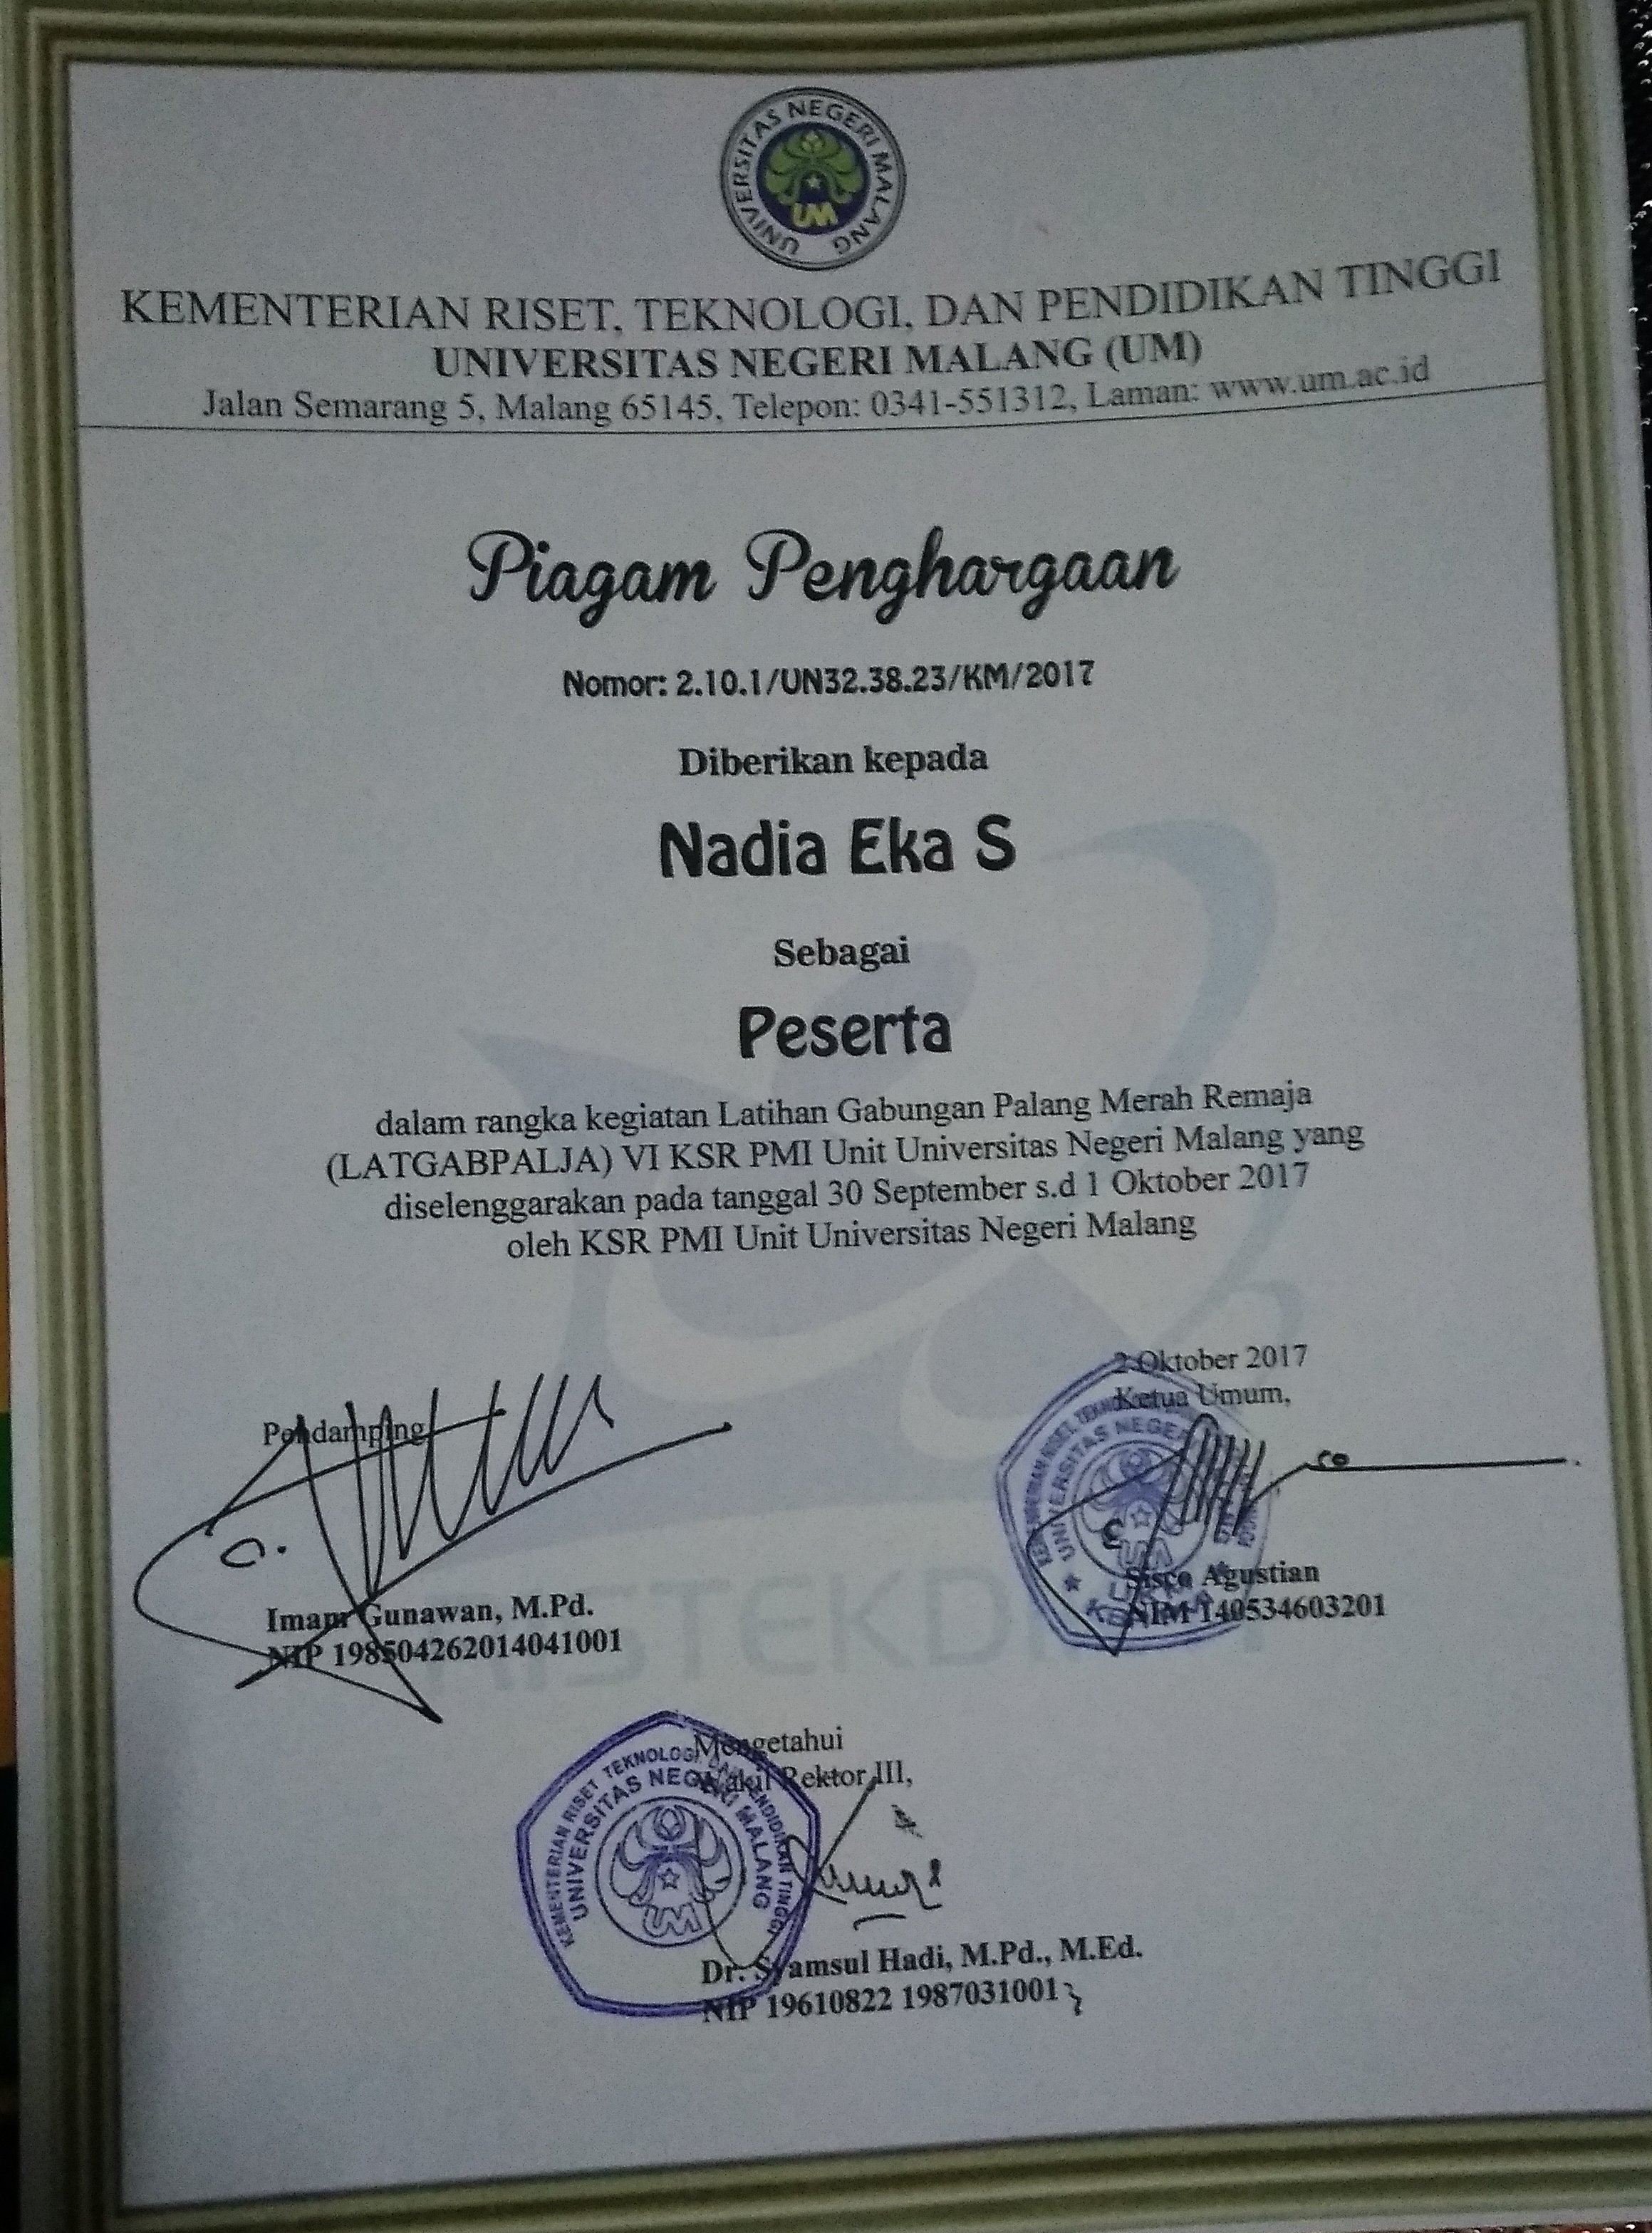 UNIVERSITAS NEGERI MALANG
UM
KEMENTERIAN RISET, TEKNOLOGI, DAN PENDIDIKAN TINGGI
UNIVERSITAS NEGERI MALANG (UM)
Jalan Semarang 5, Malang 65145, Telepon: 0341-551312, Laman: www.um.ac.id
Piagam Penghargaan
Nomor: 2.10.1/UN32.38.23/KM/2017
Diberikan kepada
Nadia Eka S
Sebagai
Peserta
dalam rangka kegiatan Latihan Gabungan Palang Merah Remaja
(LATGABPALJA) VI KSR PMI Unit Universitas Negeri Malang yang
diselenggarakan pada tanggal 30 September s.d 1 Oktober 2017
oleh KSR PMI Unit Universitas Negeri Malang
2 Oktober 2017
Ketua Umum,
Pendamping
Sisco Agustian
NIM 140534603201
Imam Gunawan, M.Pd.
NIP 198504262014041001
Mengetahui
Wakil Rektor III,
KEMENTERIAN RISET TEKNOLOGI DAN PENDIDIKAN TINGGI
UNIVERSITAS NEGERI MALANG
UM
Dr. Syamsul Hadi, M.Pd., M.Ed.
NIP 19610822 1987031001